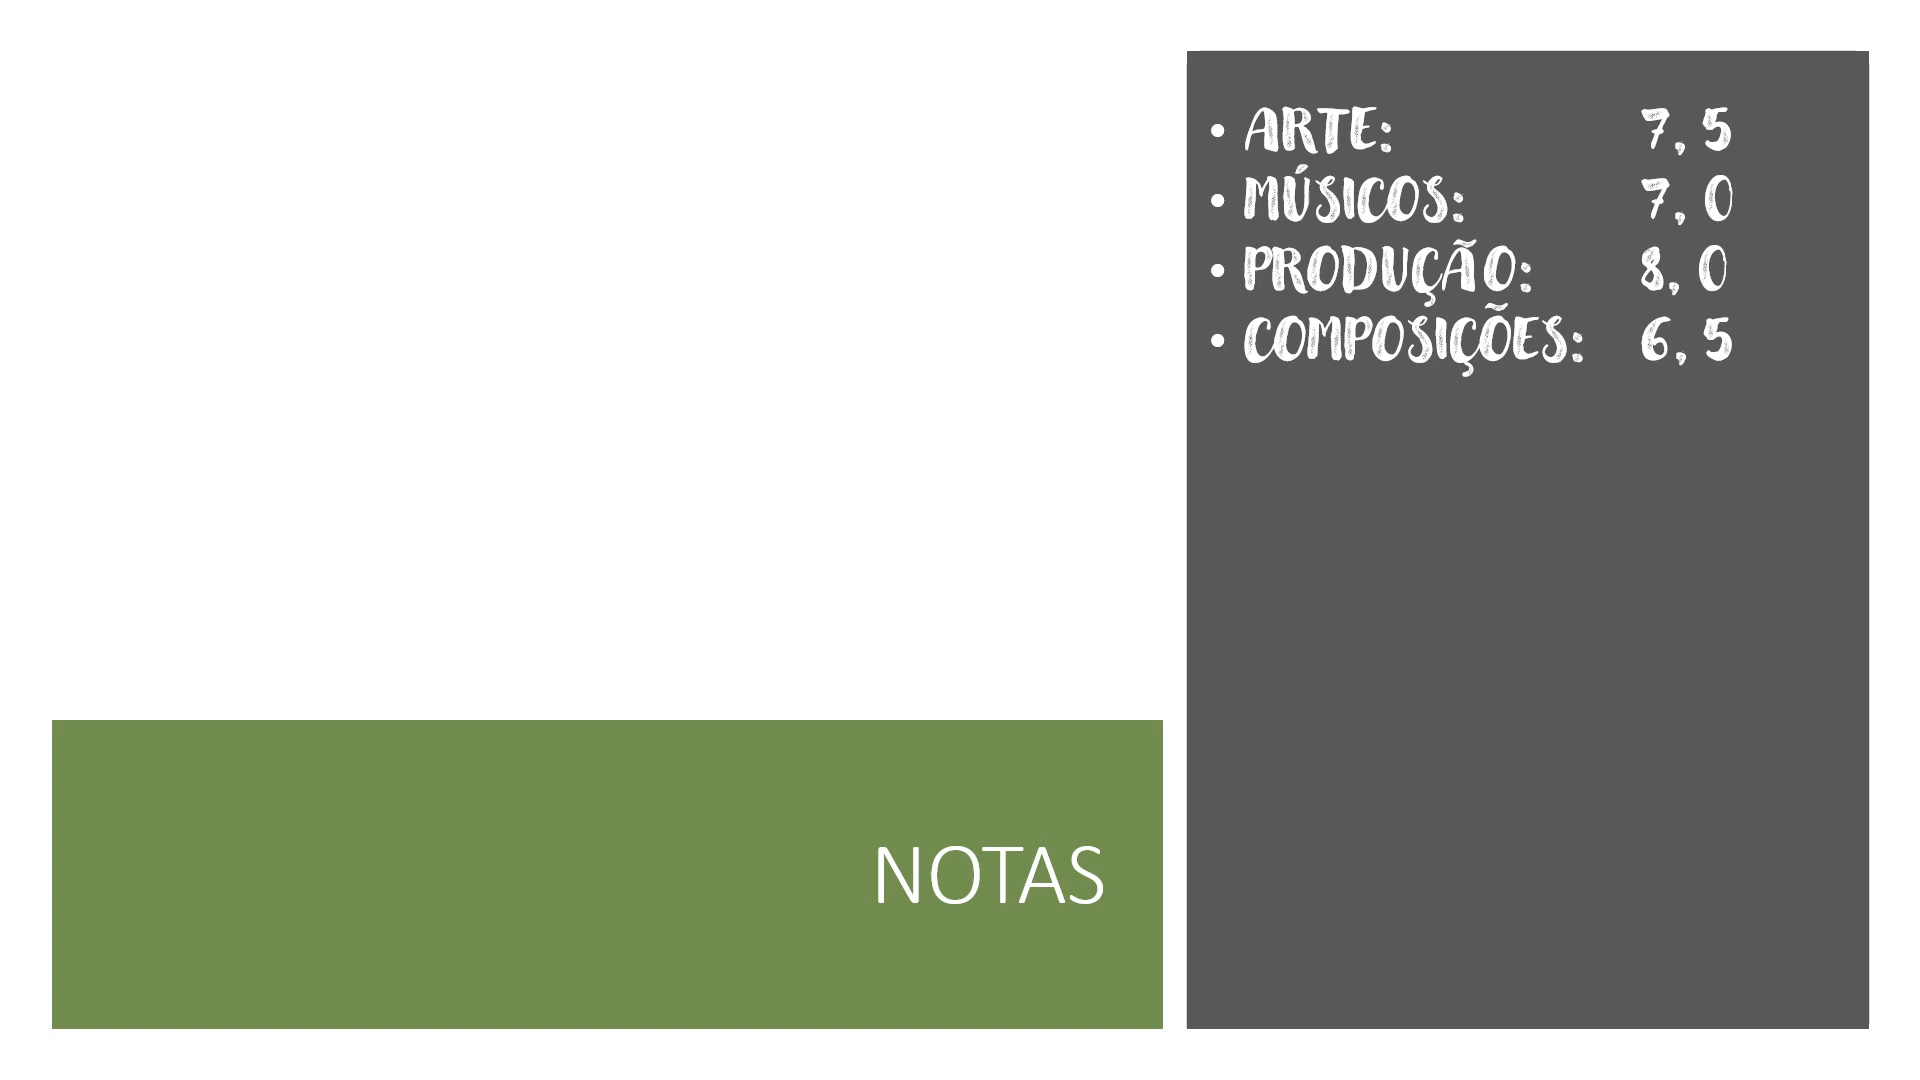 • ARTE: 7, 5
• MÚSICOS: 7, 0
• PRODUÇÃO: 8, 0
• COMPOSIÇÕES: 6, 5
NOTAS